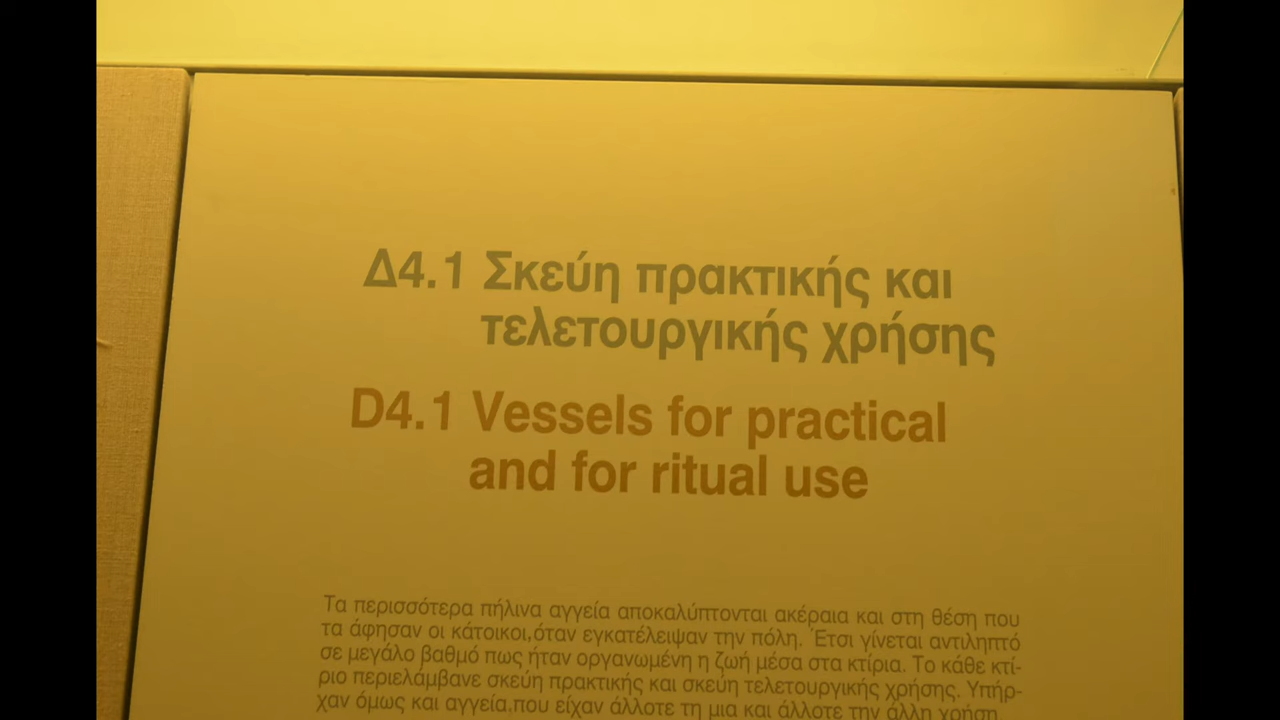 Δ4.1 Σκεύη πρακτικής και
τελετουργικής χρήσης
D4.1 Vessels for practical
and for ritual use
Τα περισσότερα πήλινα αγγεία αποκαλύπτονται ακέραια και στη θέση που
τα άφησαν οι κάτοικοι,όταν εγκατέλειψαν την πόλη. Έτσι γίνεται αντιληπτό
σε μεγάλο βαθμό πως ήταν οργανωμένη η ζωή μέσα στα κτίρια. Το κάθε κτί-
ριο περιελάμβανε σκεύη πρακτικής και σκεύη τελετουργικής χρήσης. Υπήρ-
χαν όμως και αγγεία,που είχαν άλλοτε τη μια και άλλοτε την άλλη χρήση.